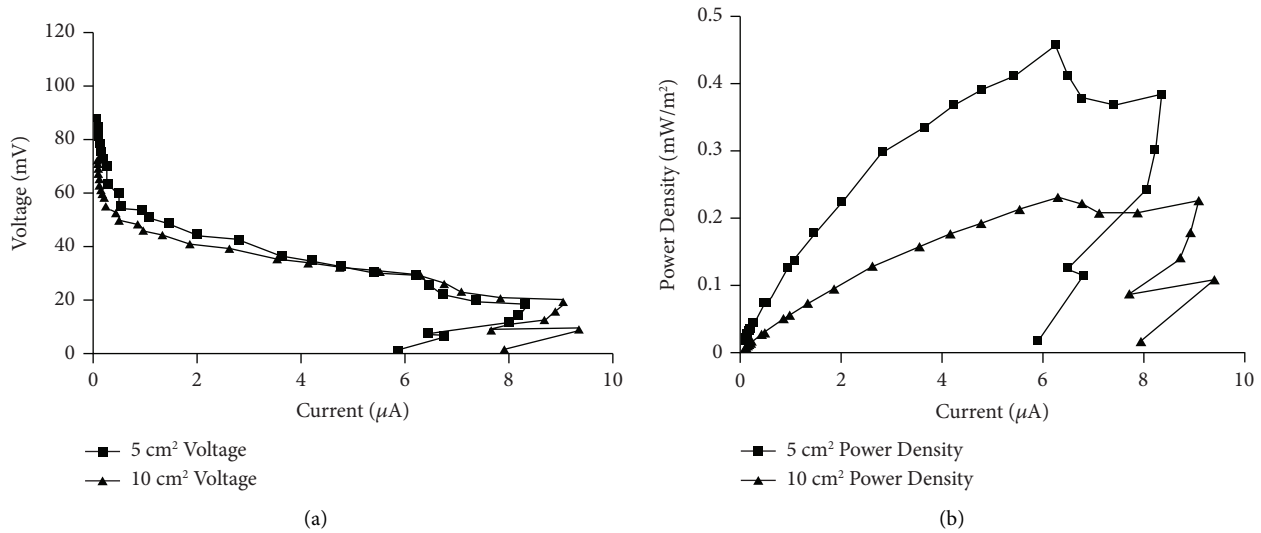 120
100
80
60
40
20
0
Voltage (mV)
0 2 4 6 8 10
Current (μA)
5 cm² Voltage
10 cm² Voltage
(a)
0.5
0.4
0.3
0.2
0.1
0
Power Density (mW/m²)
0 2 4 6 8 10
Current (μA)
5 cm² Power Density
10 cm² Power Density
(b)